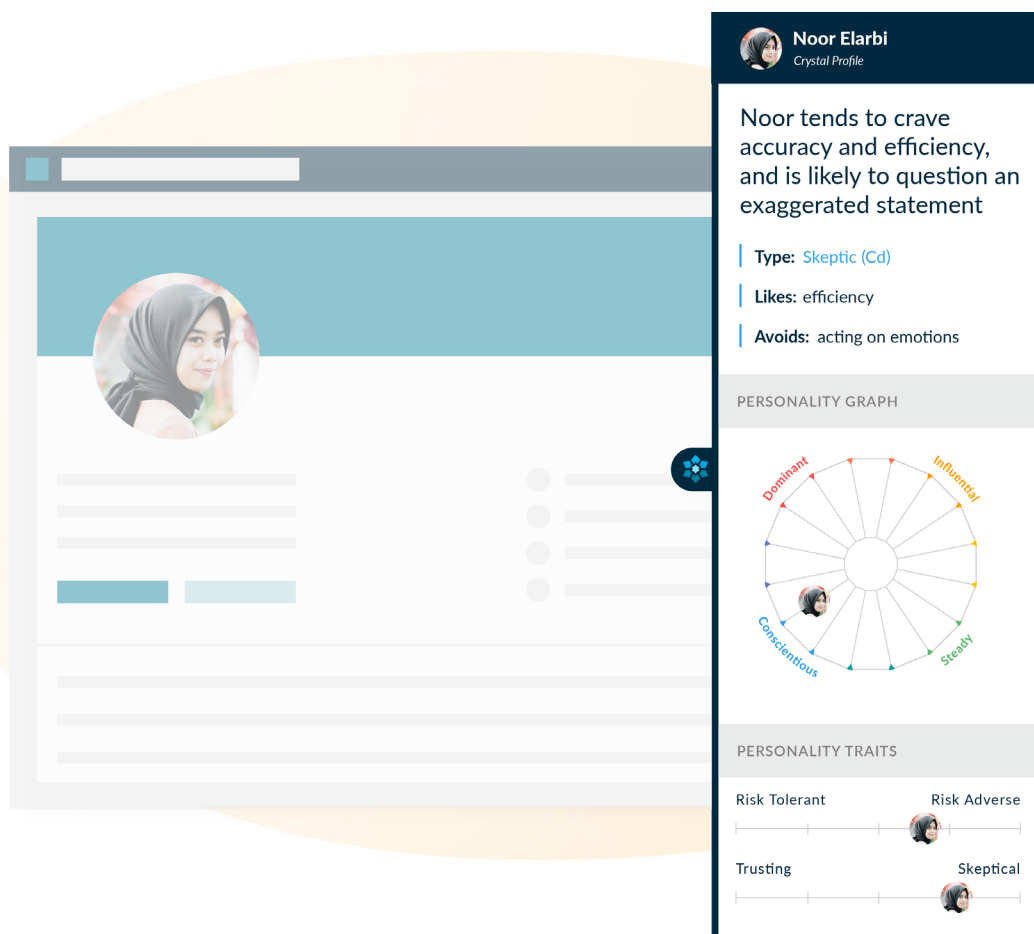 Noor Elarbi
Crystal Profile
Noor tends to crave
accuracy and efficiency,
and is likely to question an
exaggerated statement
Type: Skeptic (Cd)
Likes: efficiency
Avoids: acting on emotions
PERSONALITY GRAPH
Dominant
Influential
Conscientious
Steady
PERSONALITY TRAITS
Risk Tolerant Risk Adverse
Trusting Skeptical